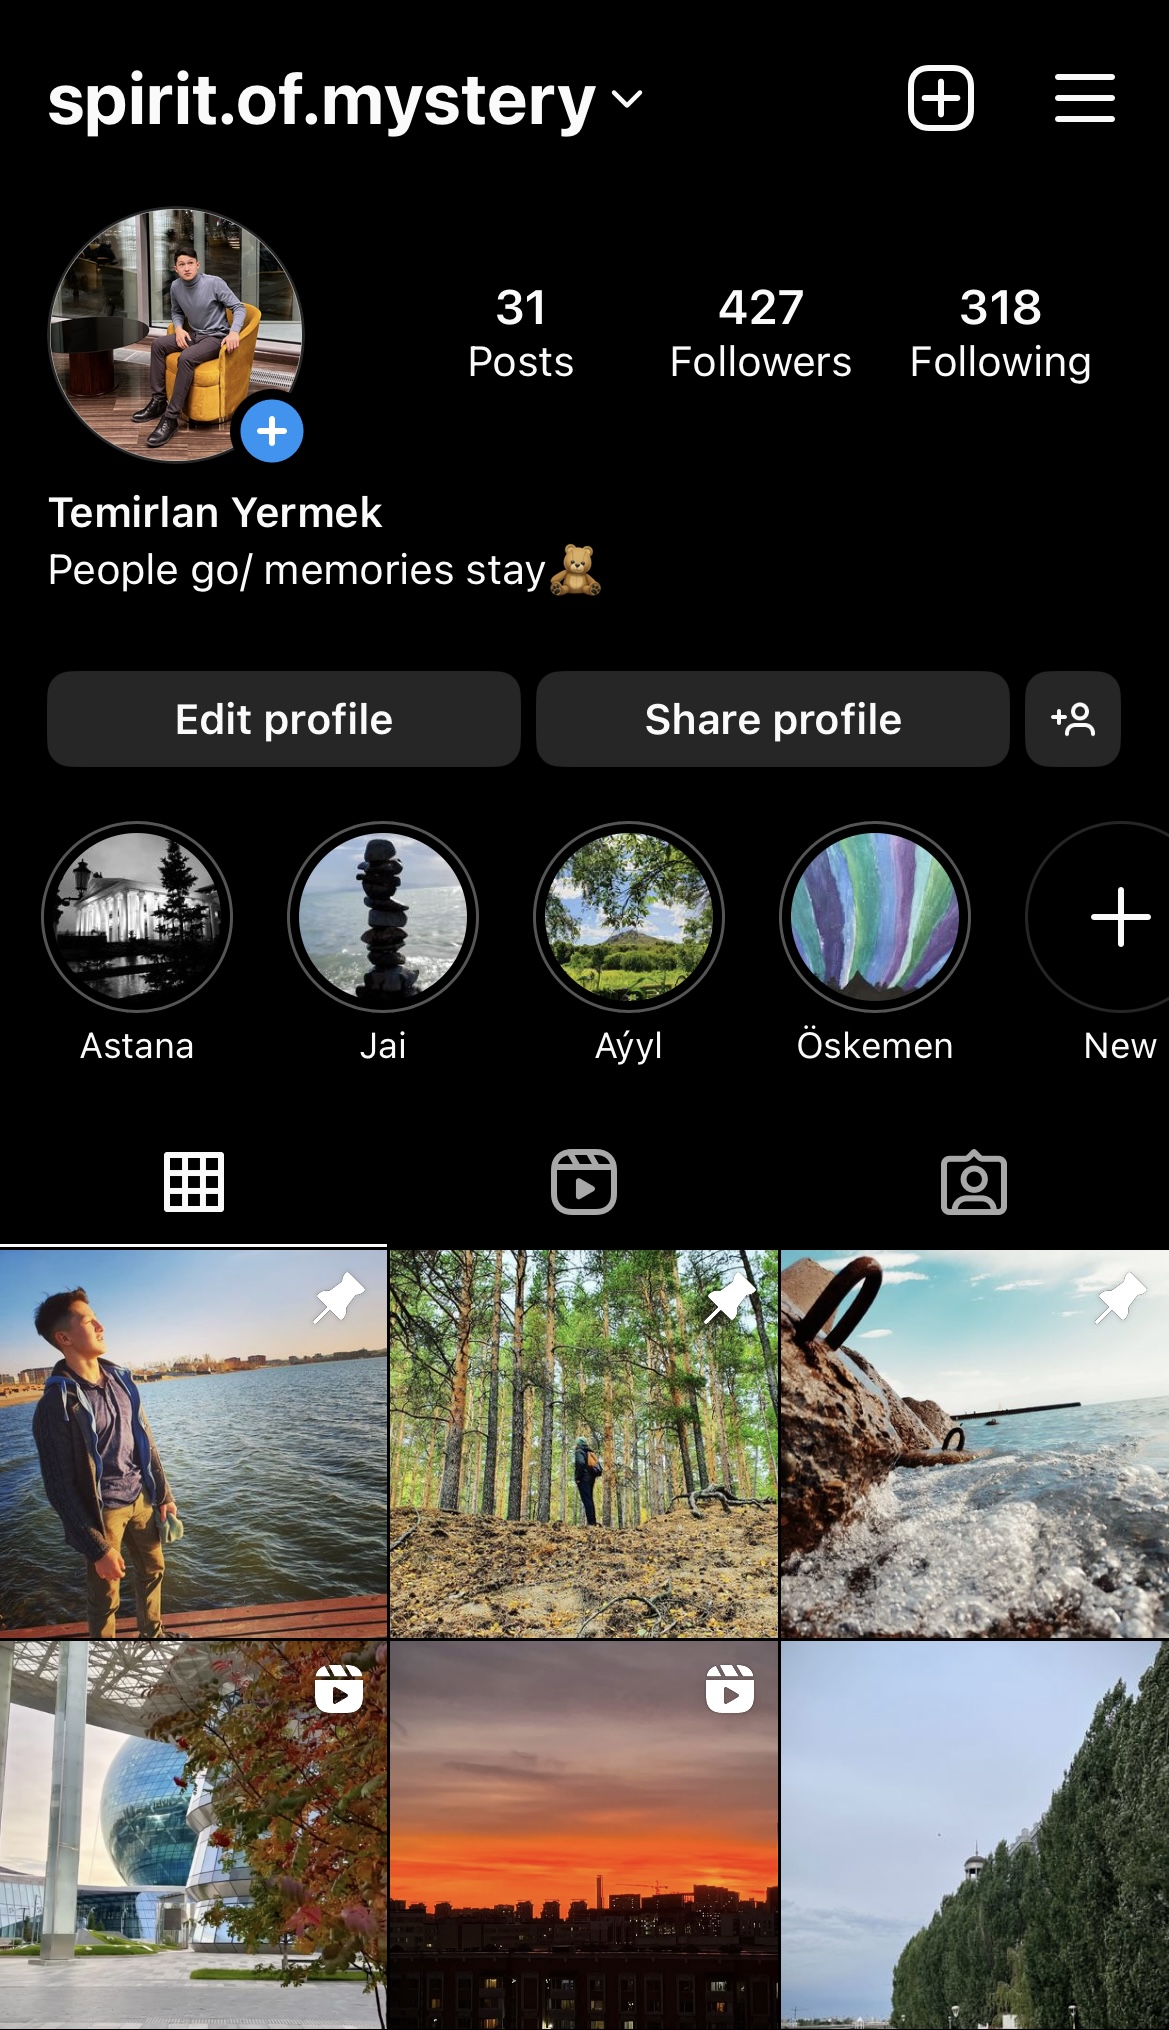 spirit.of.mystery
31
Posts
427
Followers
318
Following
Temirlan Yermek
People go/ memories stay🧸
Edit profile
Share profile
Astana
Jai
Aýyl
Öskemen
New